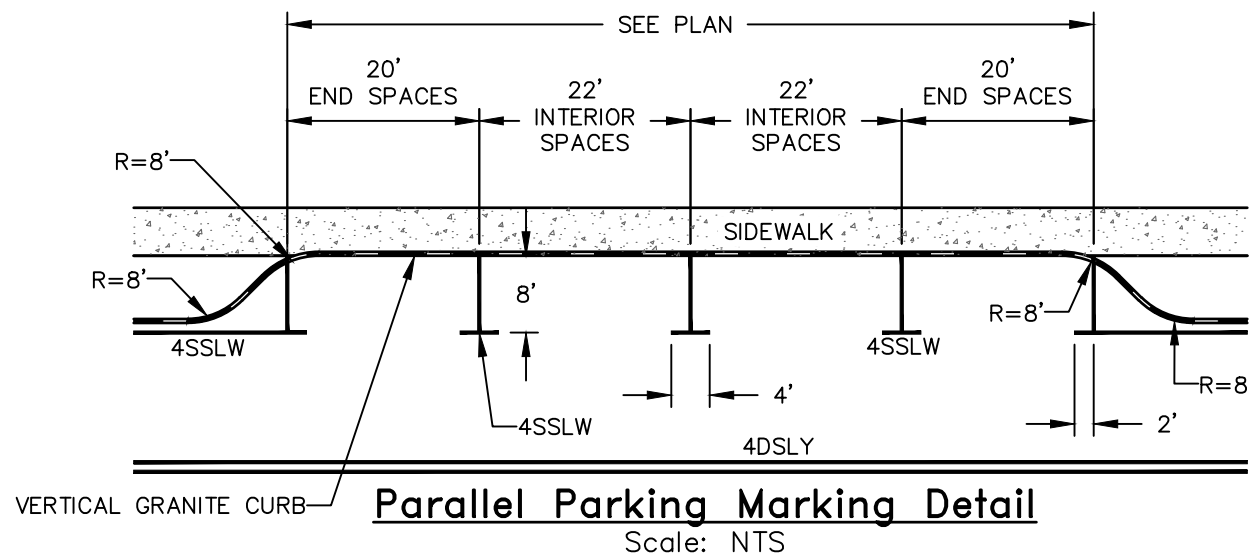 SEE PLAN
20'
END SPACES
22'
INTERIOR
SPACES
22'
INTERIOR
SPACES
20'
END SPACES
R=8'
SIDEWALK
R=8'
8'
R=8'
4SSLW
4SSLW
R=8
4'
2'
4SSLW
4DSLY
VERTICAL GRANITE CURB
Parallel Parking Marking Detail
Scale: NTS